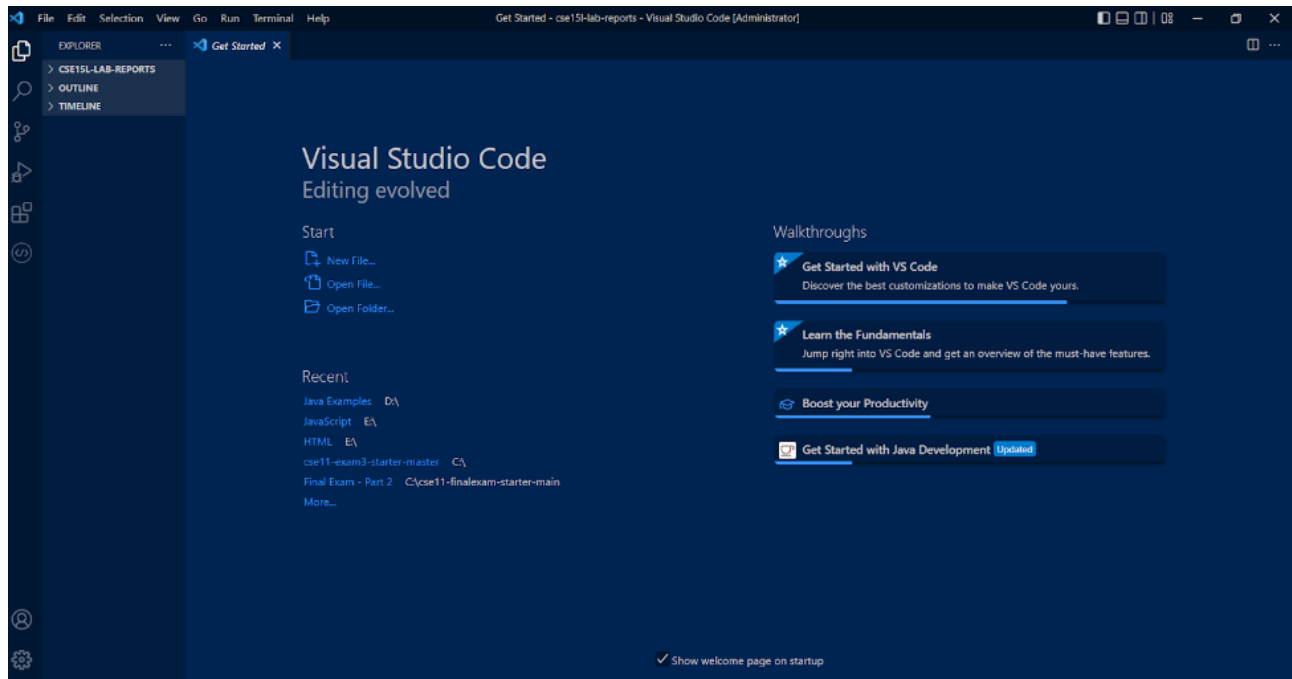 File Edit Selection View Go Run Terminal Help
Get Started - cse15l-lab-reports - Visual Studio Code [Administrator]
EXPLORER
CSE15L-LAB-REPORTS
OUTLINE
TIMELINE
Get Started
Visual Studio Code
Editing evolved
Start
New File...
Open File...
Open Folder...
Recent
Java Examples D:\
JavaScript E:\
HTML E:\
cse11-exam3-starter-master C:\
Final Exam - Part 2 C:\cse11-finalexam-starter-main
More...
Walkthroughs
Get Started with VS Code
Discover the best customizations to make VS Code yours.
Learn the Fundamentals
Jump right into VS Code and get an overview of the must-have features.
Boost your Productivity
Get Started with Java Development Updated
Show welcome page on startup